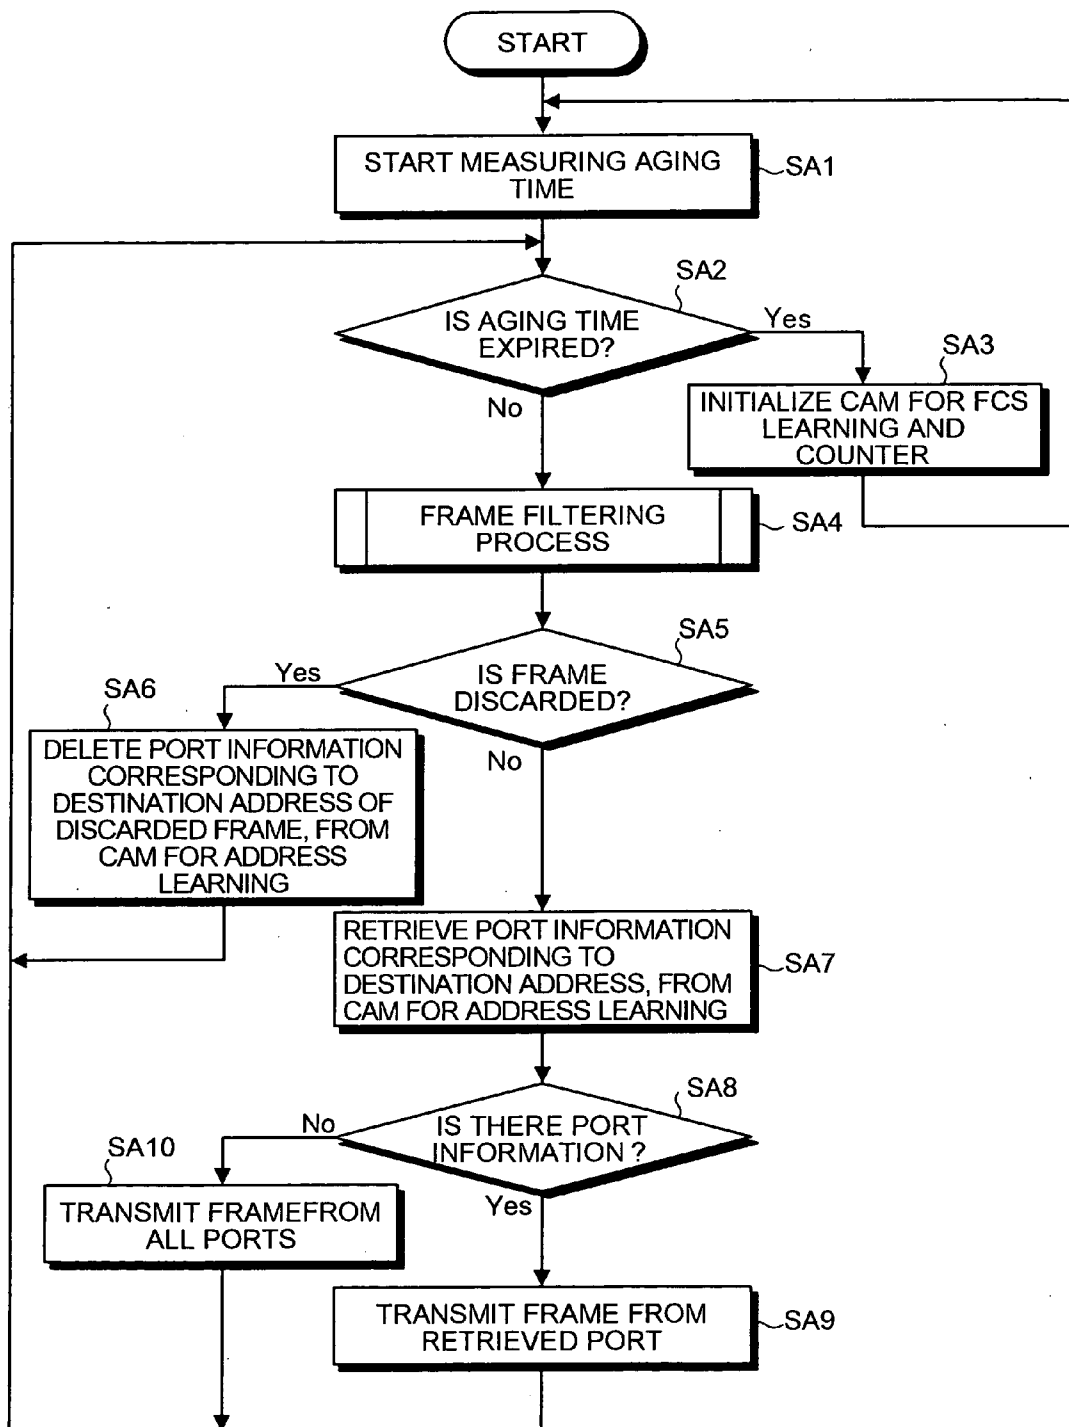 START
START MEASURING AGING
TIME
SA1
SA2
IS AGING TIME
EXPIRED?
Yes
No
SA3
INITIALIZE CAM FOR FCS
LEARNING AND
COUNTER
FRAME FILTERING
PROCESS
SA4
SA5
IS FRAME
DISCARDED?
Yes
No
SA6
DELETE PORT INFORMATION
CORRESPONDING TO
DESTINATION ADDRESS OF
DISCARDED FRAME, FROM
CAM FOR ADDRESS
LEARNING
RETRIEVE PORT INFORMATION
CORRESPONDING TO
DESTINATION ADDRESS, FROM
CAM FOR ADDRESS LEARNING
SA7
SA8
IS THERE PORT
INFORMATION ?
No
Yes
SA10
TRANSMIT FRAMEFROM
ALL PORTS
TRANSMIT FRAME FROM
RETRIEVED PORT
SA9